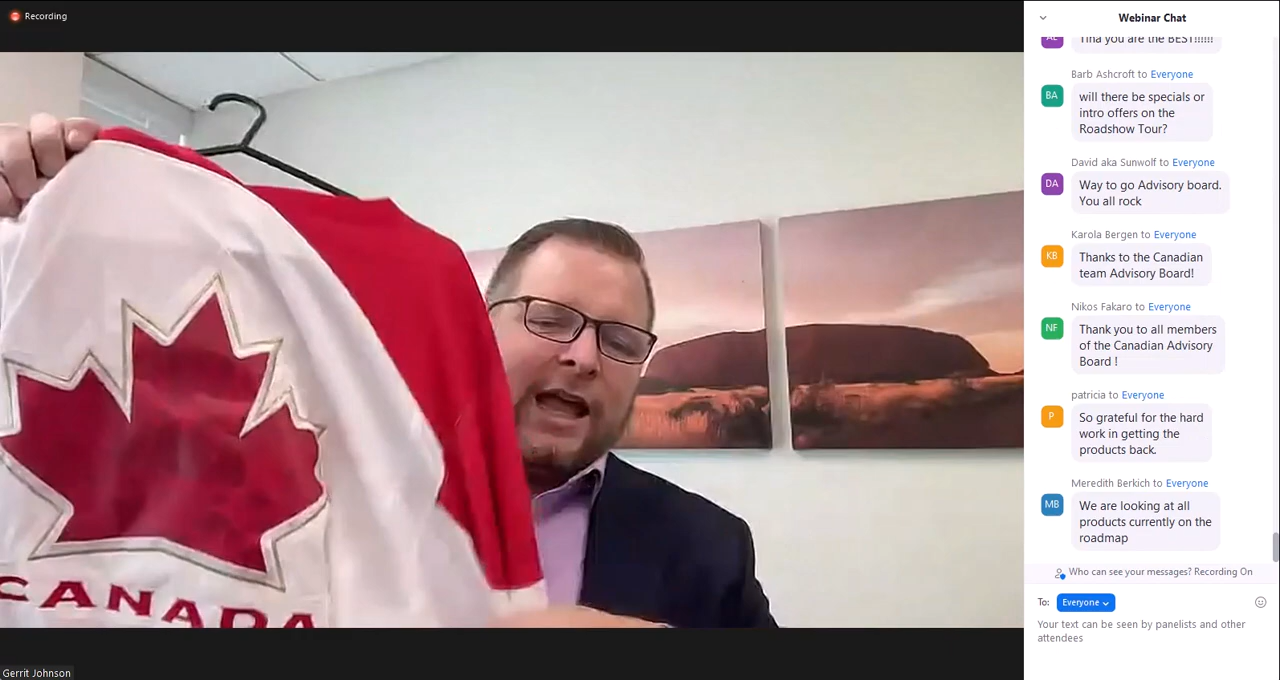 Recording
CANADA
Gerrit Johnson
Webinar Chat
Tina you are the BEST!!!!!!
Barb Ashcroft to Everyone
BA
will there be specials or
intro offers on the
Roadshow Tour?
David aka Sunwolf to Everyone
DA
Way to go Advisory board.
You all rock
Karola Bergen to Everyone
KB
Thanks to the Canadian
team Advisory Board!
Nikos Fakaro to Everyone
NF
Thank you to all members
of the Canadian Advisory
Board !
patricia to Everyone
P
So grateful for the hard
work in getting the
products back.
Meredith Berkich to Everyone
MB
We are looking at all
products currently on the
roadmap
Who can see your messages? Recording On
To: Everyone
Your text can be seen by panelists and other
attendees